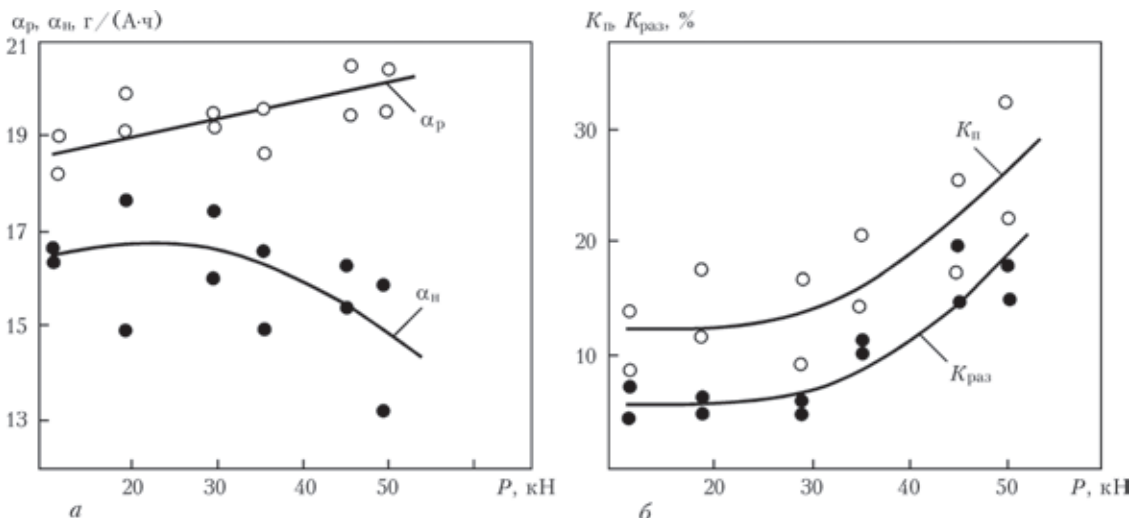 αр, αн, г/(А·ч)
21
19
17
15
13
αр
αн
20 30 40 50 P, кН
а
Kп, Kраз, %
30
20
10
Kп
Kраз
20 30 40 50 P, кН
б